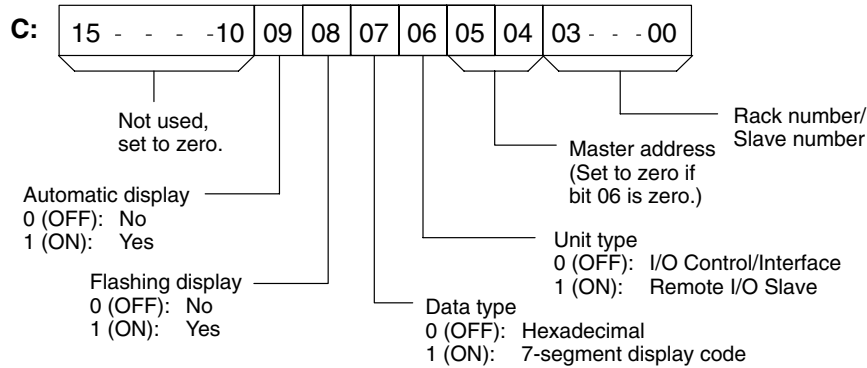 C: 15 - - - -10 09 08 07 06 05 04 03 - - - 00
Not used,
set to zero.
Rack number/
Slave number
Master address
(Set to zero if
bit 06 is zero.)
Automatic display
0 (OFF): No
1 (ON): Yes
Unit type
0 (OFF): I/O Control/Interface
1 (ON): Remote I/O Slave
Flashing display
0 (OFF): No
1 (ON): Yes
Data type
0 (OFF): Hexadecimal
1 (ON): 7-segment display code